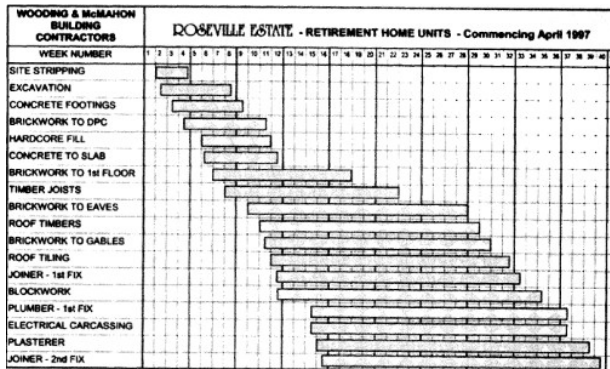 WOODING & McMAHON
BUILDING
CONTRACTORS
ROSEVILLE ESTATE - RETIREMENT HOME UNITS - Commencing April 1997
WEEK NUMBER 1 2 3 4 5 6 7 8 9 10 11 12 13 14 15 16 17 18 19 20 21 22 23 24 25 26 27 28 29 30 31 32 33 34 35 36 37 38 39 40
SITE STRIPPING
EXCAVATION
CONCRETE FOOTINGS
BRICKWORK TO DPC
HARDCORE FILL
CONCRETE TO SLAB
BRICKWORK TO 1st FLOOR
TIMBER JOISTS
BRICKWORK TO EAVES
ROOF TIMBERS
BRICKWORK TO GABLES
ROOF TILING
JOINER - 1st FIX
BLOCKWORK
PLUMBER - 1st FIX
ELECTRICAL CARCASSING
PLASTERER
JOINER - 2nd FIX